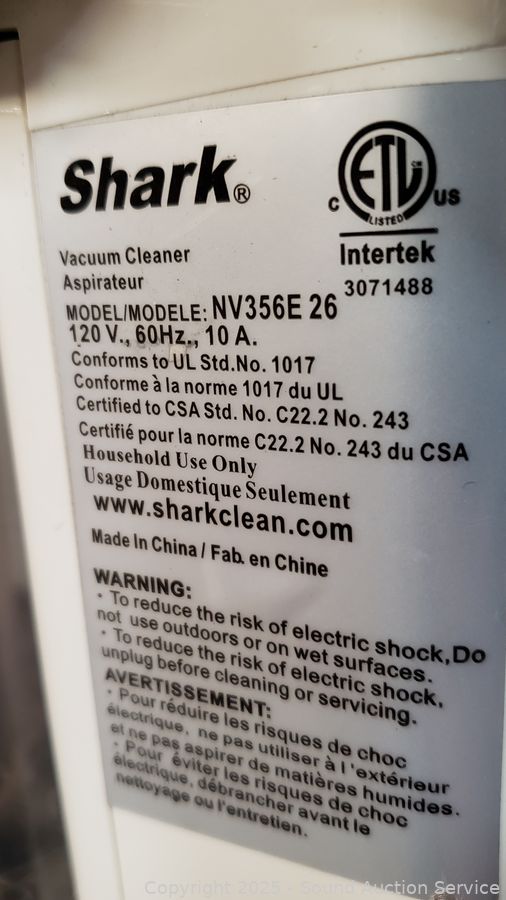 Shark®
C ETL CM US
LISTED
Intertek
3071488
Vacuum Cleaner
Aspirateur
MODEL/MODELE: NV356E 26
120 V., 60Hz., 10 A.
Conforms to UL Std.No. 1017
Conforme à la norme 1017 du UL
Certified to CSA Std. No. C22.2 No. 243
Certifié pour la norme C22.2 No. 243 du CSA
Household Use Only
Usage Domestique Seulement
www.sharkclean.com
Made In China / Fab. en Chine
WARNING:
· To reduce the risk of electric shock, Do
not use outdoors or on wet surfaces.
· To reduce the risk of electric shock,
unplug before cleaning or servicing.
AVERTISSEMENT:
· Pour réduire les risques de choc
électrique, ne pas utiliser à l'extérieur
et ne pas aspirer de matières humides.
· Pour éviter les risques de choc
électrique, débrancher avant le
nettoyage ou l'entretien.
Copyright 2025 - Sound Auction Service